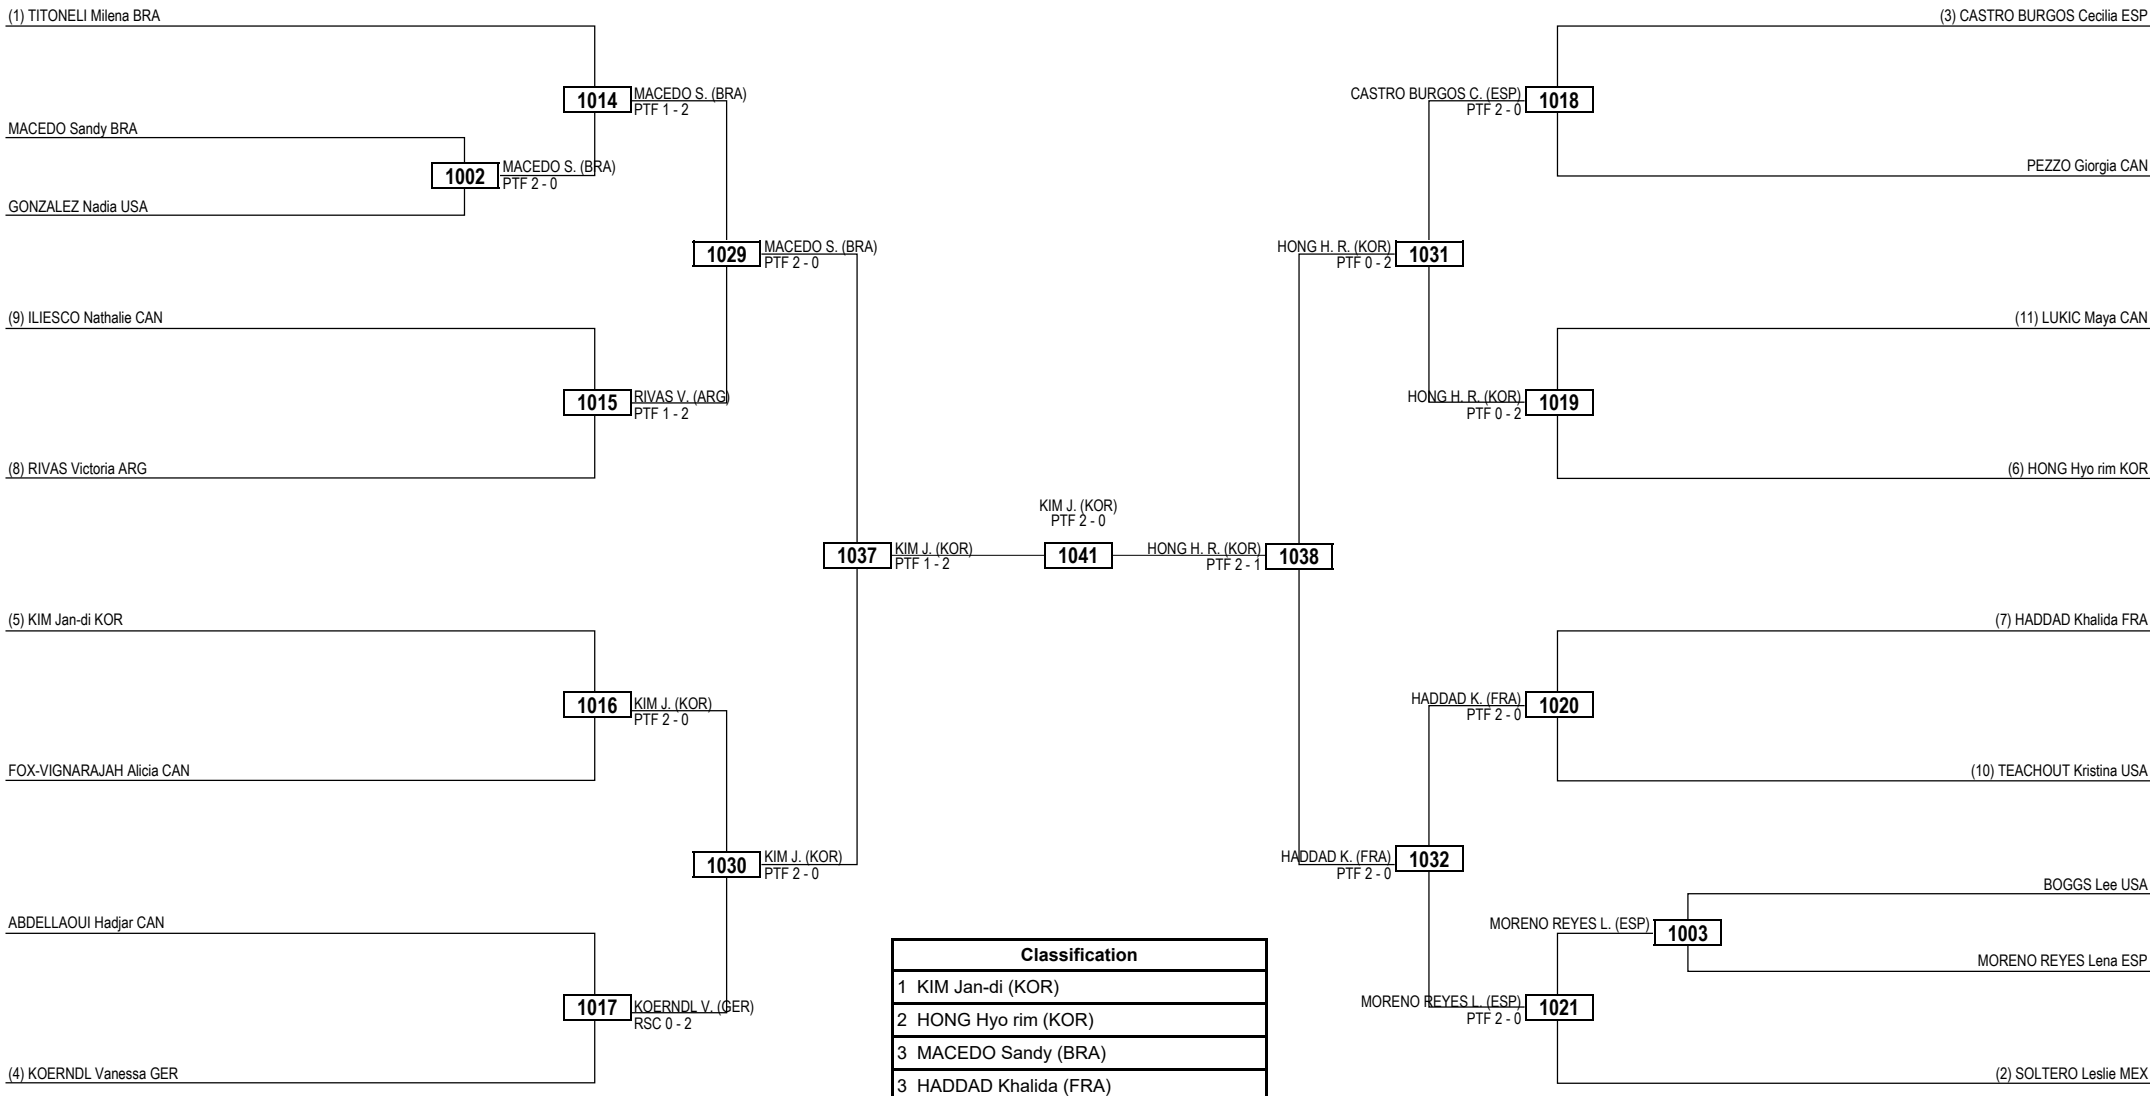 (1) TITONELI Milena BRA
1014
MACEDO S. (BRA)
PTF 1 - 2
MACEDO Sandy BRA
1002
MACEDO S. (BRA)
PTF 2 - 0
GONZALEZ Nadia USA
1029
MACEDO S. (BRA)
PTF 2 - 0
(9) ILIESCO Nathalie CAN
1015
RIVAS V. (ARG)
PTF 1 - 2
(8) RIVAS Victoria ARG
1037
KIM J. (KOR)
PTF 1 - 2
(5) KIM Jan-di KOR
1016
KIM J. (KOR)
PTF 2 - 0
FOX-VIGNARAJAH Alicia CAN
1030
KIM J. (KOR)
PTF 2 - 0
ABDELLAOUI Hadjar CAN
1017
KOERNDL V. (GER)
RSC 0 - 2
(4) KOERNDL Vanessa GER
KIM J. (KOR)
PTF 2 - 0
1041
(3) CASTRO BURGOS Cecilia ESP
CASTRO BURGOS C. (ESP)
PTF 2 - 0
1018
PEZZO Giorgia CAN
HONG H. R. (KOR)
PTF 0 - 2
1031
(11) LUKIC Maya CAN
HONG H. R. (KOR)
PTF 0 - 2
1019
(6) HONG Hyo rim KOR
HONG H. R. (KOR)
PTF 2 - 1
1038
(7) HADDAD Khalida FRA
HADDAD K. (FRA)
PTF 2 - 0
1020
(10) TEACHOUT Kristina USA
HADDAD K. (FRA)
PTF 2 - 0
1032
BOGGS Lee USA
MORENO REYES L. (ESP)
1003
MORENO REYES Lena ESP
MORENO REYES L. (ESP)
PTF 2 - 0
1021
(2) SOLTERO Leslie MEX
Classification
1 KIM Jan-di (KOR)
2 HONG Hyo rim (KOR)
3 MACEDO Sandy (BRA)
3 HADDAD Khalida (FRA)